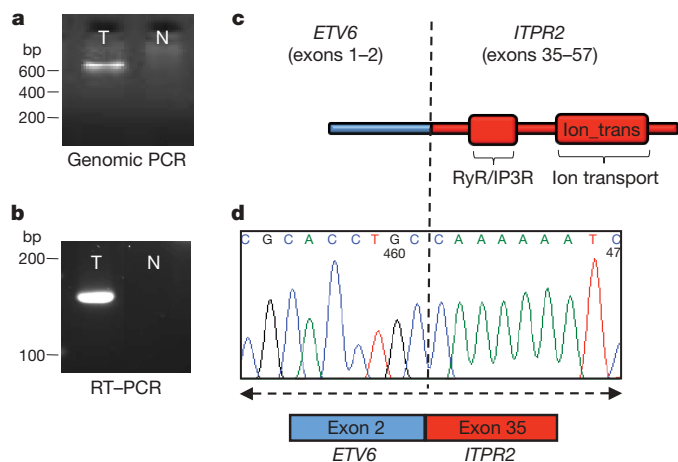 a
T N
bp
600
400
200
Genomic PCR
b
bp
T N
200
100
RT–PCR
c
ETV6 ITPR2
(exons 1–2) (exons 35–57)
Ion_trans
RyR/IP3R Ion transport
d
C G C A C C T G C C A A A A A A T C
460 47
Exon 2 Exon 35
ETV6 ITPR2